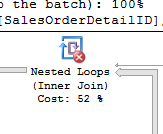 o the batch): 100%
[SalesOrderDetailID],
Nested Loops
(Inner Join)
Cost: 52 %